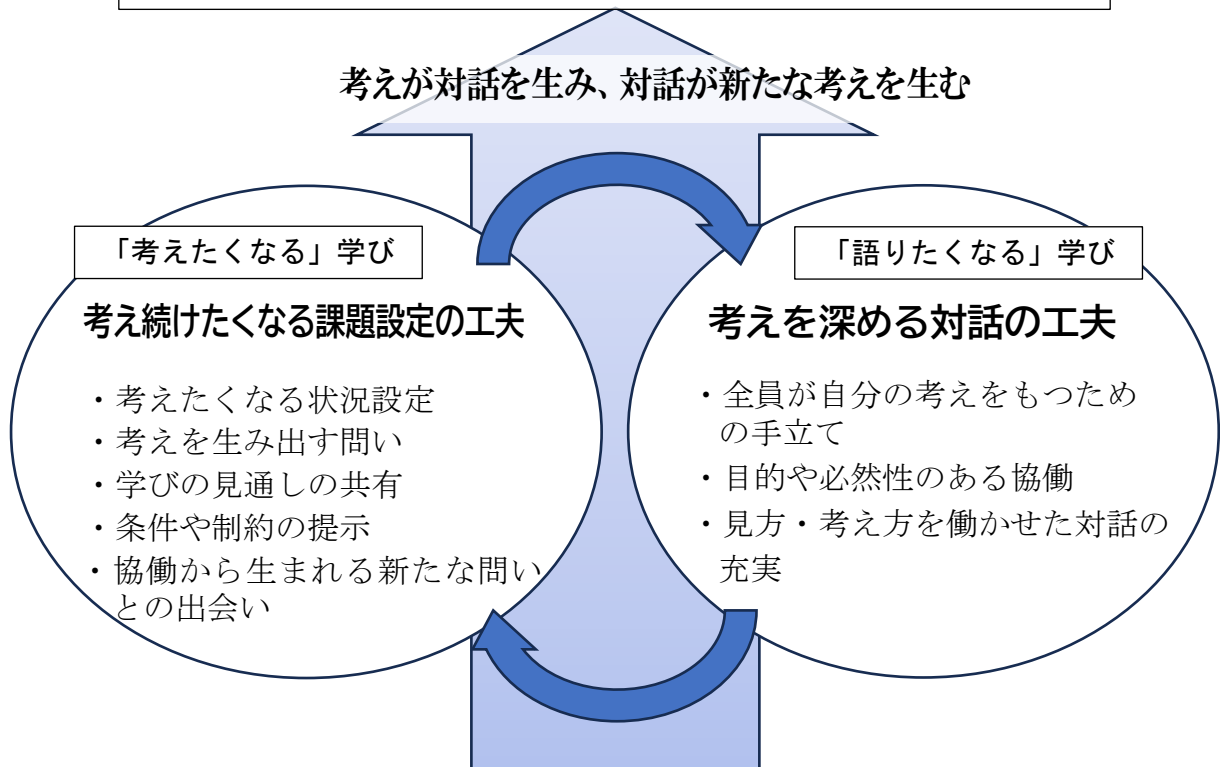 考えが対話を生み、対話が新たな考えを生む
「考えたくなる」学び
考え続けたくなる課題設定の工夫
・考えたくなる状況設定
・考えを生み出す問い
・学びの見通しの共有
・条件や制約の提示
・協働から生まれる新たな問い
との出会い
「語りたくなる」学び
考えを深める対話の工夫
・全員が自分の考えをもつため
の手立て
・目的や必然性のある協働
・見方・考え方を働かせた対話の
充実